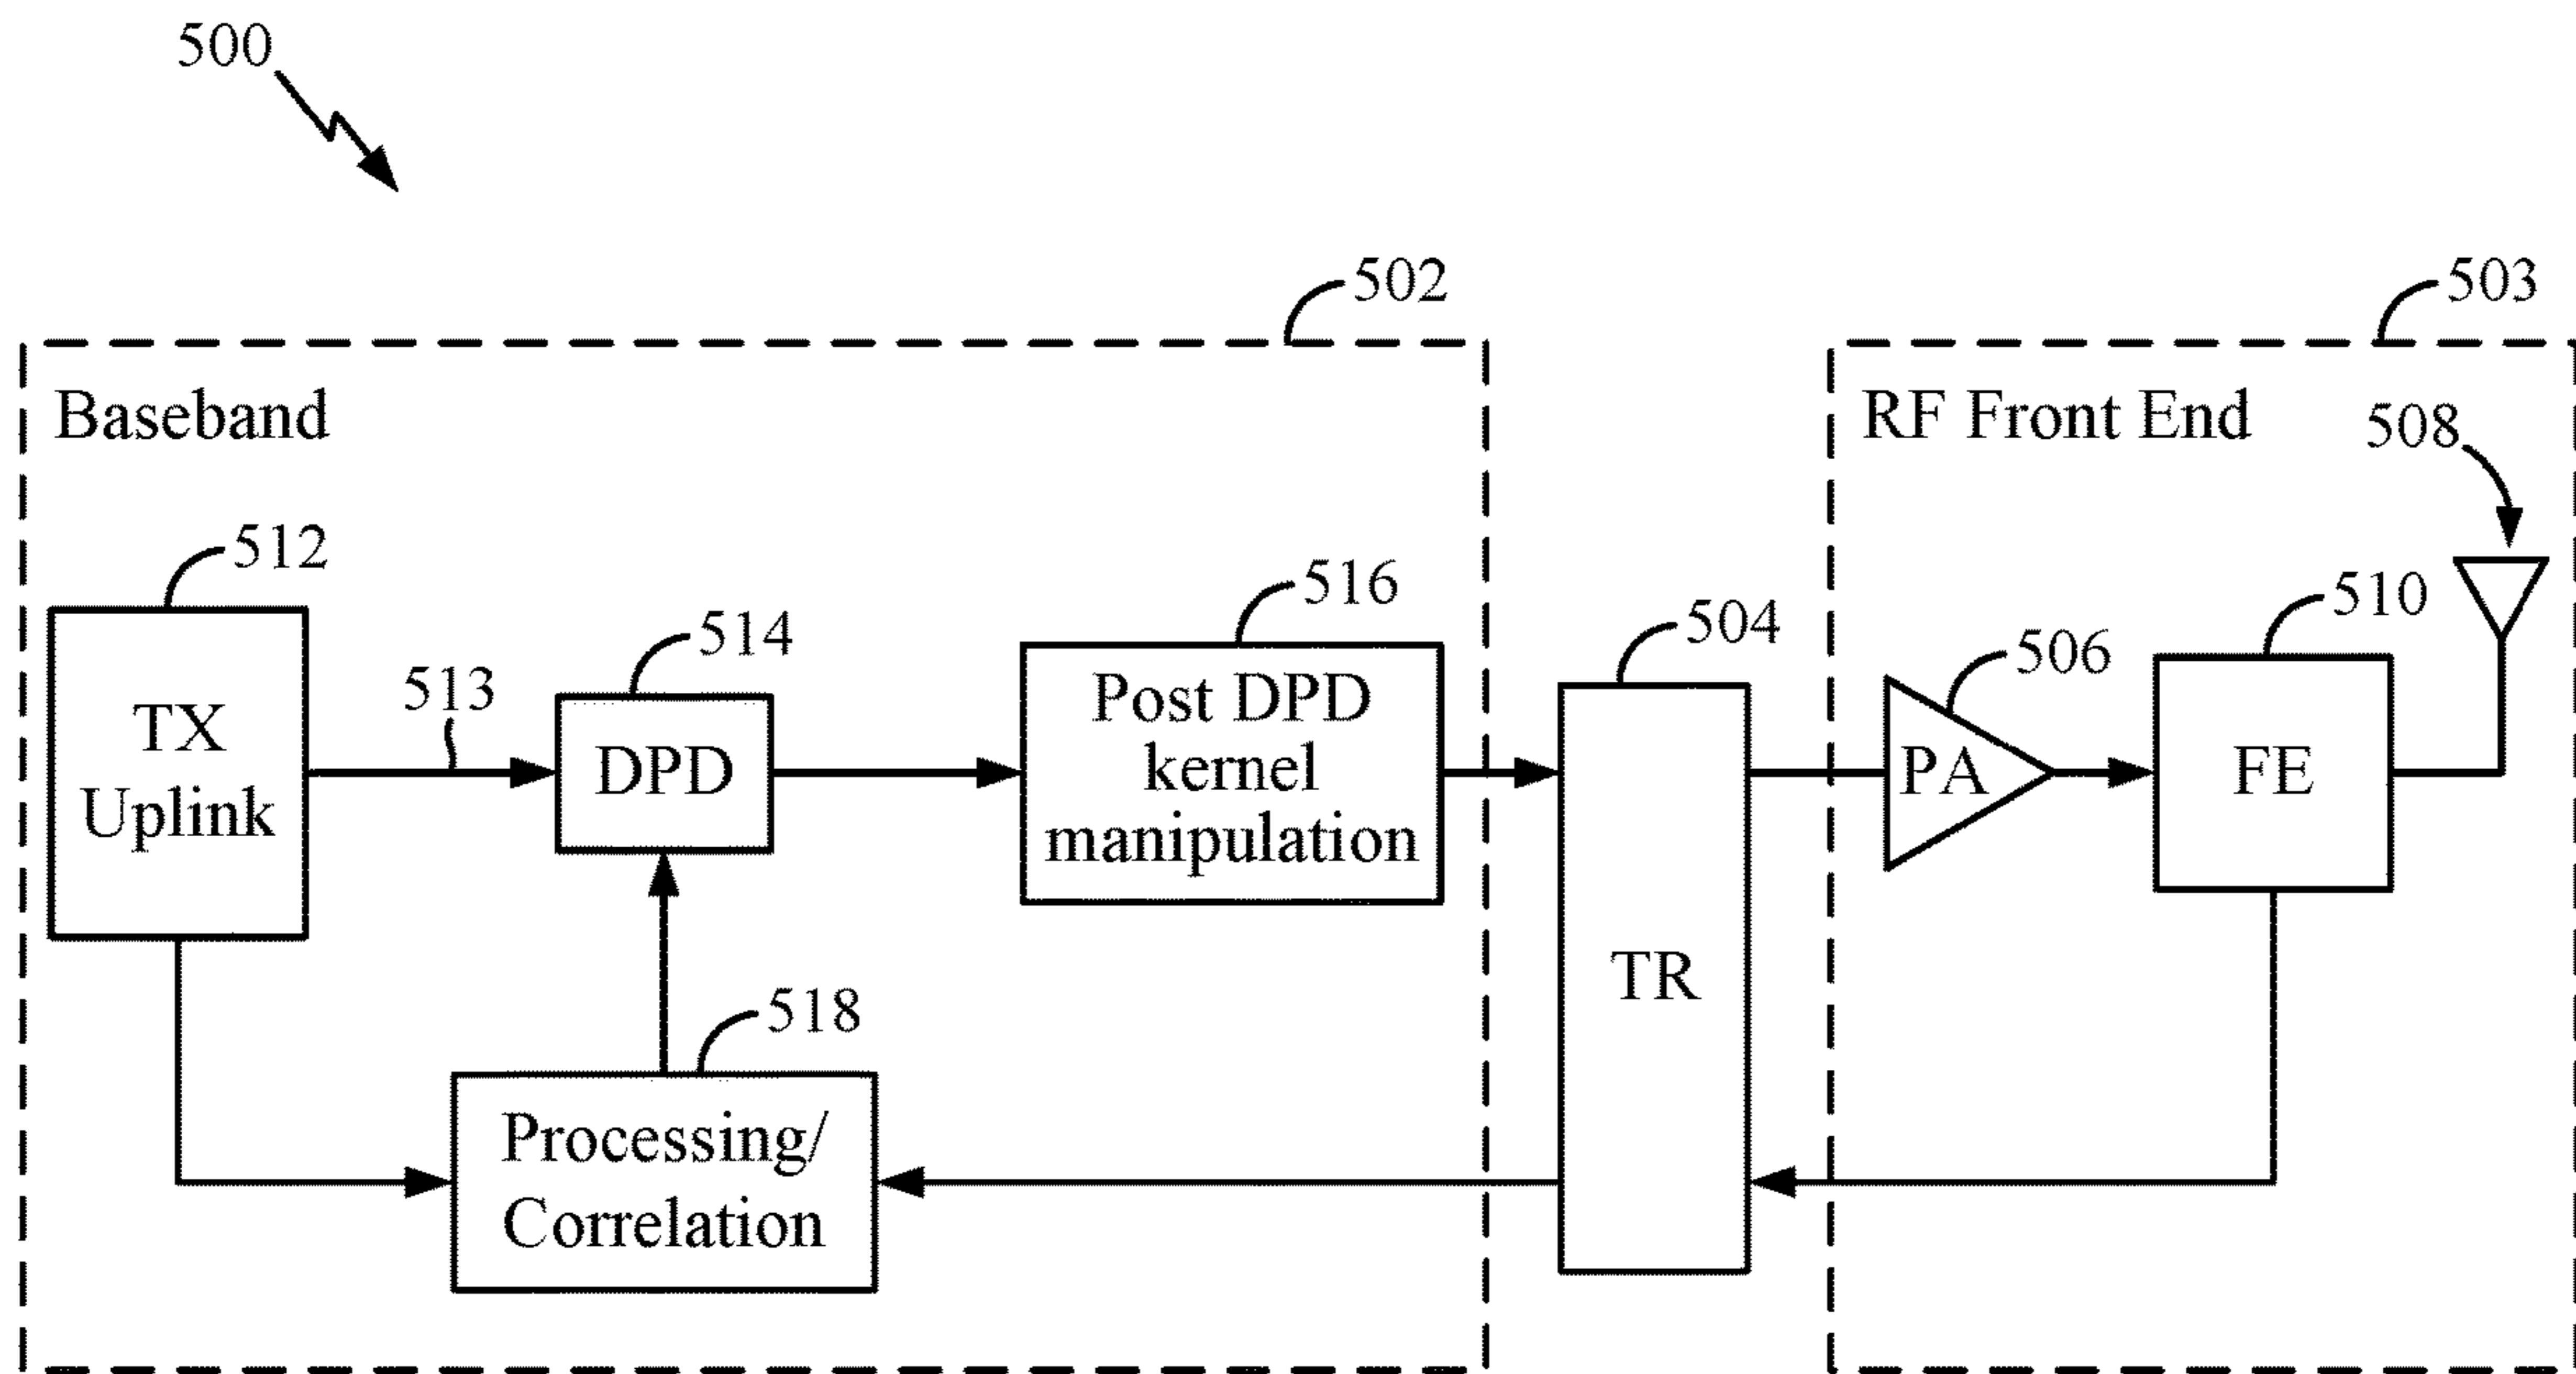 500
502
503
Baseband
RF Front End
508
512
516
510
514
504
506
513
TX
Uplink
DPD
Post DPD
kernel
manipulation
PA
FE
TR
518
Processing/
Correlation